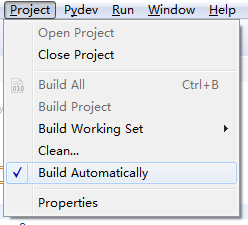 Project Pydev Run Window Help
Open Project
Close Project
Build All Ctrl+B
Build Project
Build Working Set
Clean...
Build Automatically
Properties